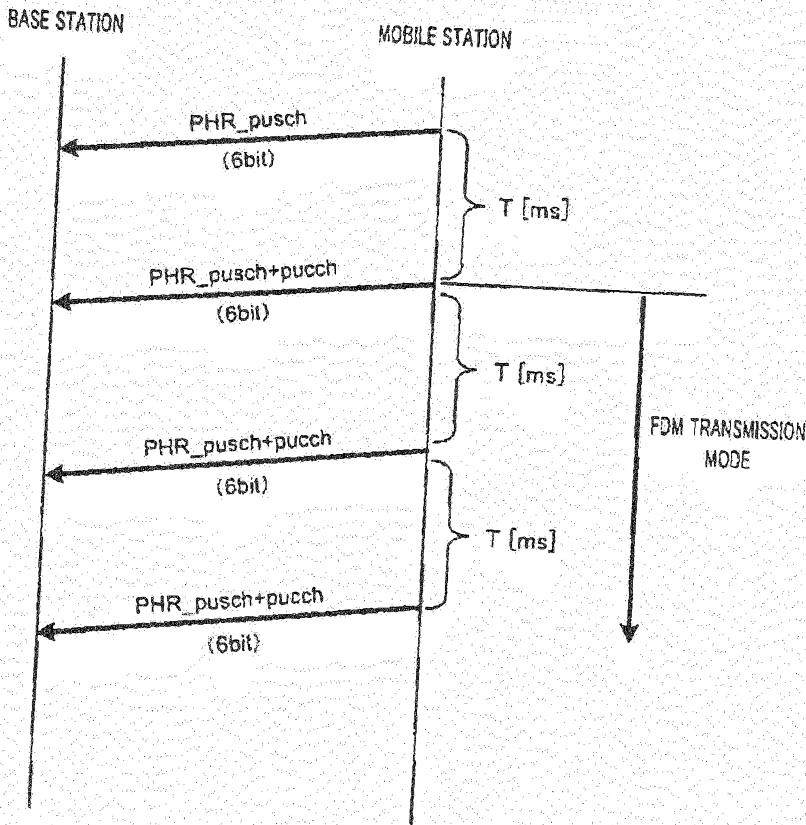 BASE STATION
MOBILE STATION
PHR_pusch
(6bit)
T [ms]
PHR_pusch+pucch
(6bit)
T [ms]
FDM TRANSMISSION
MODE
PHR_pusch+pucch
(6bit)
T [ms]
PHR_pusch+pucch
(6bit)